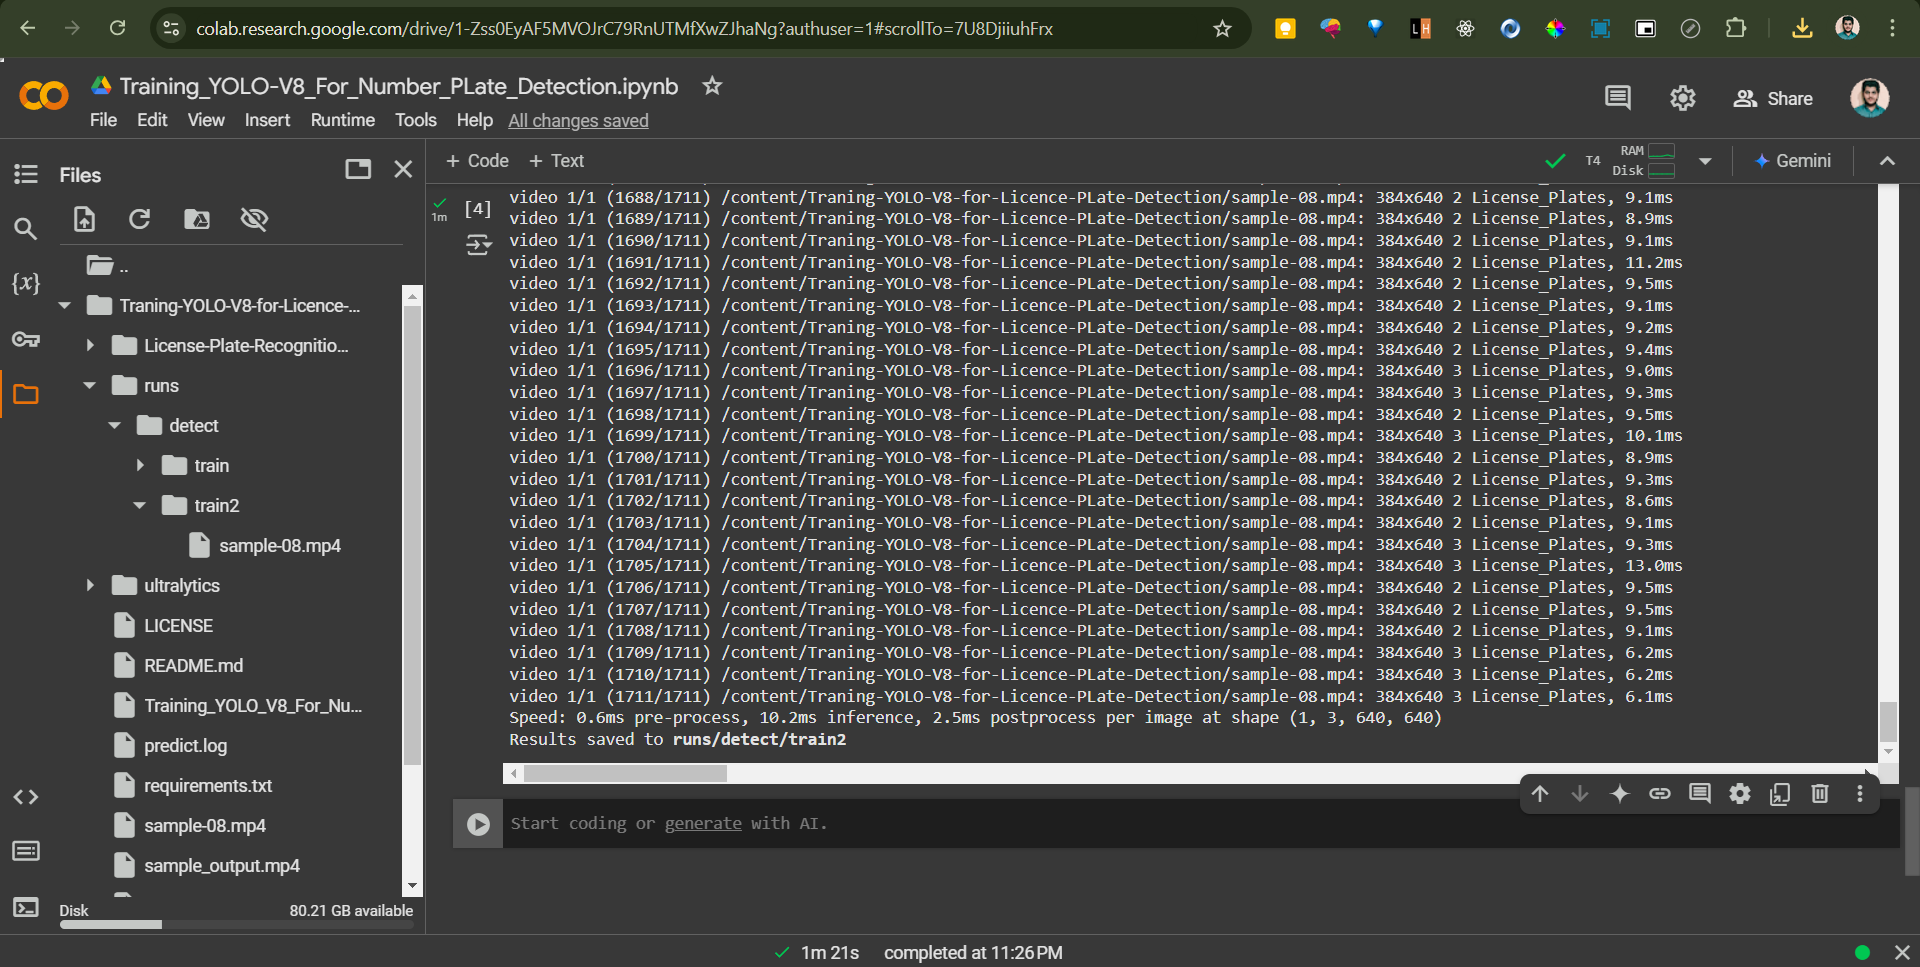 colab.research.google.com/drive/1-Zss0EyAF5MVOJrC79RnUTMfXwZJhaNg?authuser=1#scrollTo=7U8DjiiuhFrx
LH
Training_YOLO-V8_For_Number_PLate_Detection.ipynb
File Edit View Insert Runtime Tools Help All changes saved
Share
Files
+ Code + Text
T4
RAM
Disk
Gemini
..
Traning-YOLO-V8-for-Licence-...
License-Plate-Recognitio...
runs
detect
train
train2
sample-08.mp4
ultralytics
LICENSE
README.md
Training_YOLO_V8_For_Nu...
predict.log
requirements.txt
sample-08.mp4
sample_output.mp4
Disk 80.21 GB available
{x}
1m
[4]
video 1/1 (1688/1711) /content/Traning-YOLO-V8-for-Licence-PLate-Detection/sample-08.mp4: 384x640 2 License_Plates, 9.1ms
video 1/1 (1689/1711) /content/Traning-YOLO-V8-for-Licence-PLate-Detection/sample-08.mp4: 384x640 2 License_Plates, 8.9ms
video 1/1 (1690/1711) /content/Traning-YOLO-V8-for-Licence-PLate-Detection/sample-08.mp4: 384x640 2 License_Plates, 9.1ms
video 1/1 (1691/1711) /content/Traning-YOLO-V8-for-Licence-PLate-Detection/sample-08.mp4: 384x640 2 License_Plates, 11.2ms
video 1/1 (1692/1711) /content/Traning-YOLO-V8-for-Licence-PLate-Detection/sample-08.mp4: 384x640 2 License_Plates, 9.5ms
video 1/1 (1693/1711) /content/Traning-YOLO-V8-for-Licence-PLate-Detection/sample-08.mp4: 384x640 2 License_Plates, 9.1ms
video 1/1 (1694/1711) /content/Traning-YOLO-V8-for-Licence-PLate-Detection/sample-08.mp4: 384x640 2 License_Plates, 9.2ms
video 1/1 (1695/1711) /content/Traning-YOLO-V8-for-Licence-PLate-Detection/sample-08.mp4: 384x640 2 License_Plates, 9.4ms
video 1/1 (1696/1711) /content/Traning-YOLO-V8-for-Licence-PLate-Detection/sample-08.mp4: 384x640 3 License_Plates, 9.0ms
video 1/1 (1697/1711) /content/Traning-YOLO-V8-for-Licence-PLate-Detection/sample-08.mp4: 384x640 3 License_Plates, 9.3ms
video 1/1 (1698/1711) /content/Traning-YOLO-V8-for-Licence-PLate-Detection/sample-08.mp4: 384x640 2 License_Plates, 9.5ms
video 1/1 (1699/1711) /content/Traning-YOLO-V8-for-Licence-PLate-Detection/sample-08.mp4: 384x640 3 License_Plates, 10.1ms
video 1/1 (1700/1711) /content/Traning-YOLO-V8-for-Licence-PLate-Detection/sample-08.mp4: 384x640 2 License_Plates, 8.9ms
video 1/1 (1701/1711) /content/Traning-YOLO-V8-for-Licence-PLate-Detection/sample-08.mp4: 384x640 2 License_Plates, 9.3ms
video 1/1 (1702/1711) /content/Traning-YOLO-V8-for-Licence-PLate-Detection/sample-08.mp4: 384x640 2 License_Plates, 8.6ms
video 1/1 (1703/1711) /content/Traning-YOLO-V8-for-Licence-PLate-Detection/sample-08.mp4: 384x640 2 License_Plates, 9.1ms
video 1/1 (1704/1711) /content/Traning-YOLO-V8-for-Licence-PLate-Detection/sample-08.mp4: 384x640 3 License_Plates, 9.3ms
video 1/1 (1705/1711) /content/Traning-YOLO-V8-for-Licence-PLate-Detection/sample-08.mp4: 384x640 3 License_Plates, 13.0ms
video 1/1 (1706/1711) /content/Traning-YOLO-V8-for-Licence-PLate-Detection/sample-08.mp4: 384x640 2 License_Plates, 9.5ms
video 1/1 (1707/1711) /content/Traning-YOLO-V8-for-Licence-PLate-Detection/sample-08.mp4: 384x640 2 License_Plates, 9.5ms
video 1/1 (1708/1711) /content/Traning-YOLO-V8-for-Licence-PLate-Detection/sample-08.mp4: 384x640 2 License_Plates, 9.1ms
video 1/1 (1709/1711) /content/Traning-YOLO-V8-for-Licence-PLate-Detection/sample-08.mp4: 384x640 3 License_Plates, 6.2ms
video 1/1 (1710/1711) /content/Traning-YOLO-V8-for-Licence-PLate-Detection/sample-08.mp4: 384x640 3 License_Plates, 6.2ms
video 1/1 (1711/1711) /content/Traning-YOLO-V8-for-Licence-PLate-Detection/sample-08.mp4: 384x640 3 License_Plates, 6.1ms
Speed: 0.6ms pre-process, 10.2ms inference, 2.5ms postprocess per image at shape (1, 3, 640, 640)
Results saved to runs/detect/train2
Start coding or generate with AI.
1m 21s completed at 11:26 PM